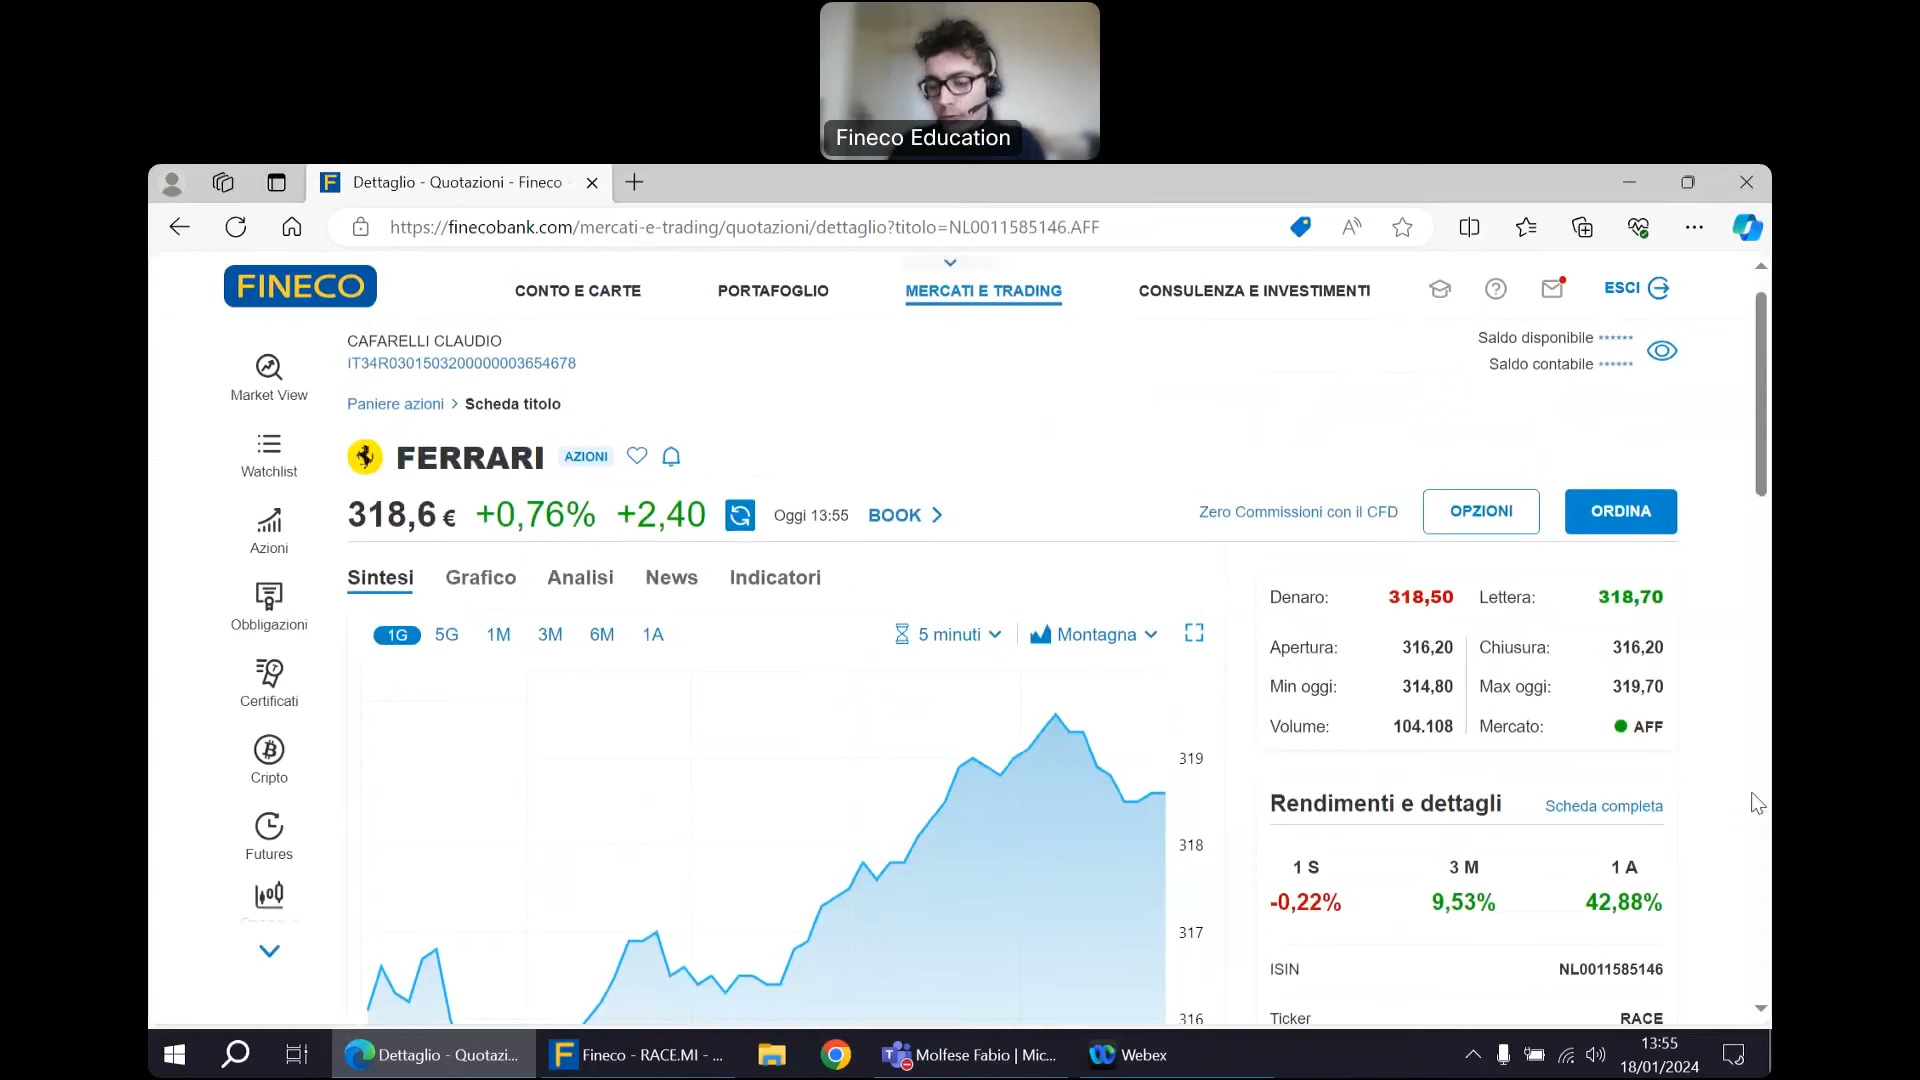 Fineco Education
Dettaglio - Quotazioni - Fineco
https://finecobank.com/mercati-e-trading/quotazioni/dettaglio?titolo=NL0011585146.AFF
FINECO
CONTO E CARTE
PORTAFOGLIO
MERCATI E TRADING
CONSULENZA E INVESTIMENTI
ESCI
CAFARELLI CLAUDIO
IT34R0301503200000003654678
Saldo disponibile ******
Saldo contabile ******
Market View
Watchlist
Azioni
Obbligazioni
Certificati
Cripto
Futures
Paniere azioni > Scheda titolo
FERRARI AZIONI
318,6 € +0,76% +2,40 Oggi 13:55 BOOK
Zero Commissioni con il CFD
OPZIONI
ORDINA
Sintesi Grafico Analisi News Indicatori
1G 5G 1M 3M 6M 1A
5 minuti
Montagna
319
318
317
316
Denaro: 318,50 Lettera: 318,70
Apertura: 316,20 Chiusura: 316,20
Min oggi: 314,80 Max oggi: 319,70
Volume: 104.108 Mercato: AFF
Rendimenti e dettagli Scheda completa
1 S 3 M 1 A
-0,22% 9,53% 42,88%
ISIN NL0011585146
Ticker RACE
Dettaglio - Quotazi...
Fineco - RACE.MI - ...
Molfese Fabio | Mic...
Webex
13:55
18/01/2024